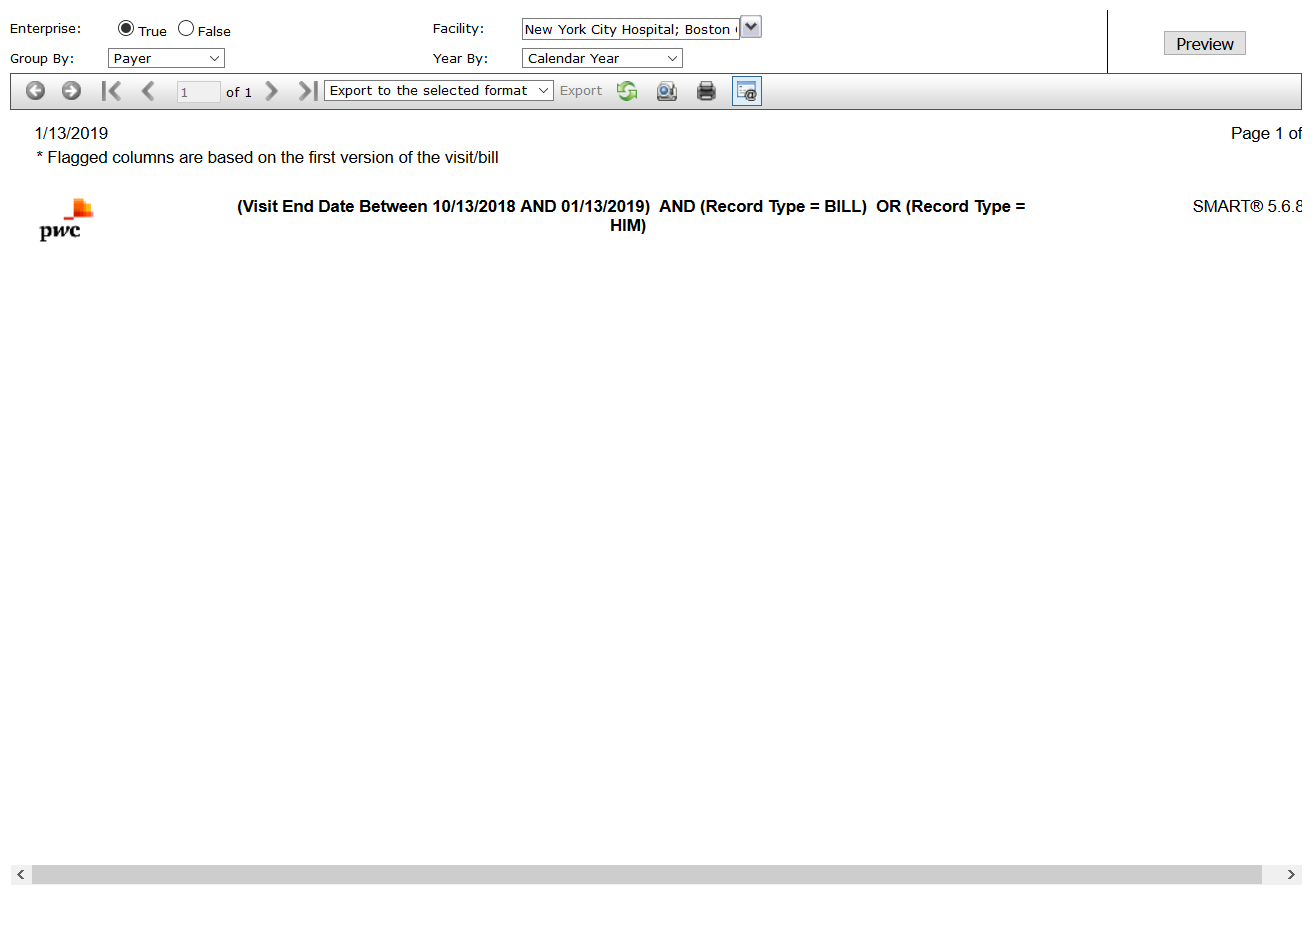 Enterprise: True False Facility: New York City Hospital; Boston
Preview
Group By: Payer Year By: Calendar Year
1 of 1 Export to the selected format Export
1/13/2019 Page 1 of
* Flagged columns are based on the first version of the visit/bill
pwc
(Visit End Date Between 10/13/2018 AND 01/13/2019) AND (Record Type = BILL) OR (Record Type =
HIM)
SMART® 5.6.8